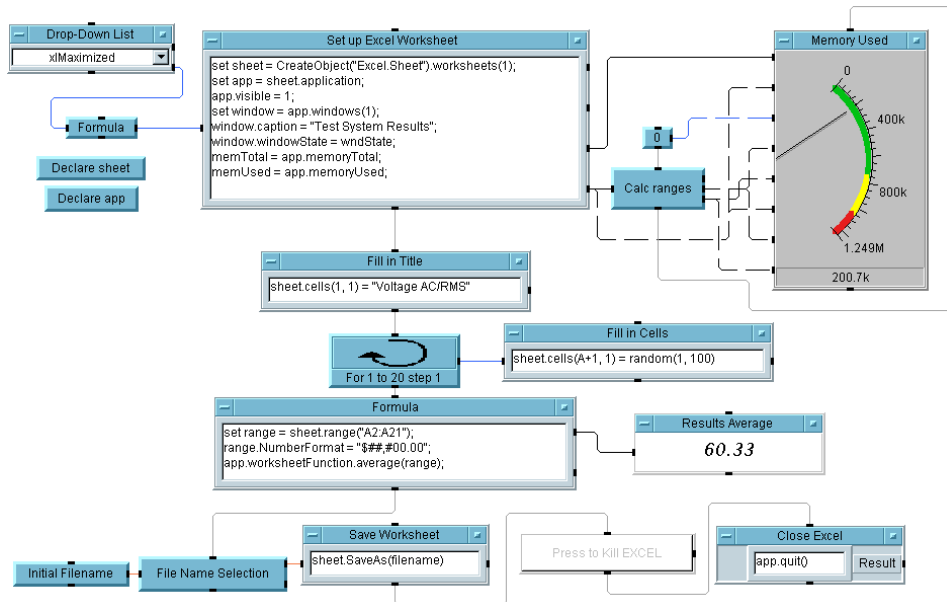 Drop-Down List
xlMaximized
Formula
Declare sheet
Declare app
Set up Excel Worksheet
set sheet = CreateObject("Excel.Sheet").worksheets(1);
set app = sheet.application;
app.visible = 1;
set window = app.windows(1);
window.caption = "Test System Results";
window.windowState = wndState;
memTotal = app.memoryTotal;
memUsed = app.memoryUsed;
0
Calc ranges
Memory Used
0
400k
800k
1.249M
200.7k
Fill in Title
sheet.cells(1, 1) = "Voltage AC/RMS"
For 1 to 20 step 1
Fill in Cells
sheet.cells(A+1, 1) = random(1, 100)
Formula
set range = sheet.range("A2:A21");
range.NumberFormat = "$##,#00.00";
app.worksheetFunction.average(range);
Results Average
60.33
Initial Filename
File Name Selection
Save Worksheet
sheet.SaveAs(filename)
Press to Kill EXCEL
Close Excel
app.quit()
Result